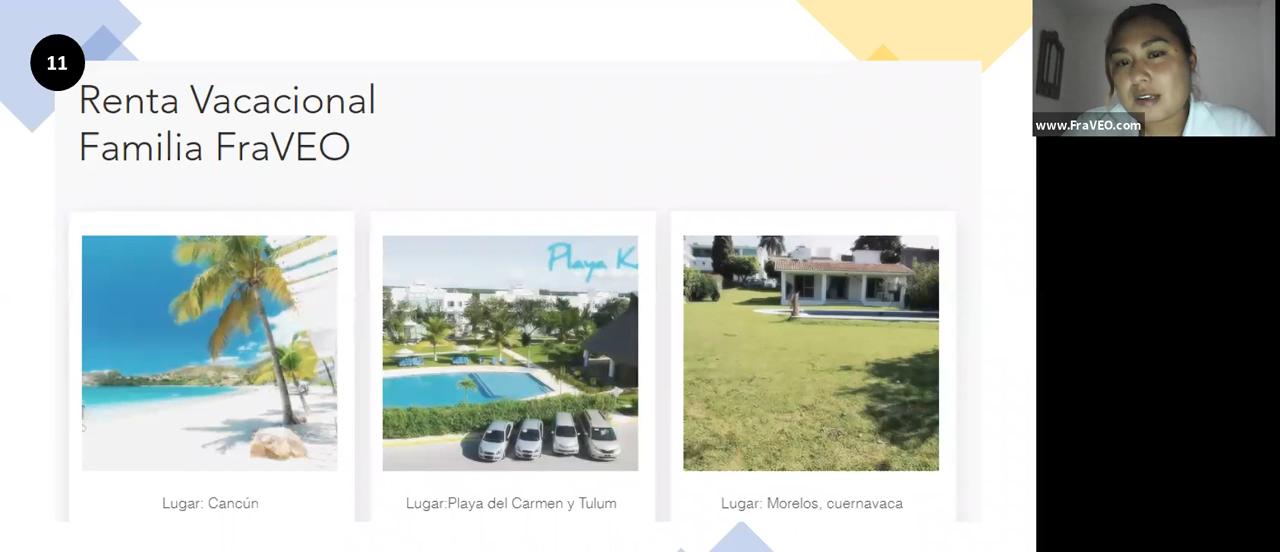 11
Renta Vacacional
Familia FraVEO
Playa K
Lugar: Cancún
Lugar:Playa del Carmen y Tulum
Lugar: Morelos, cuernavaca
www.FraVEO.com